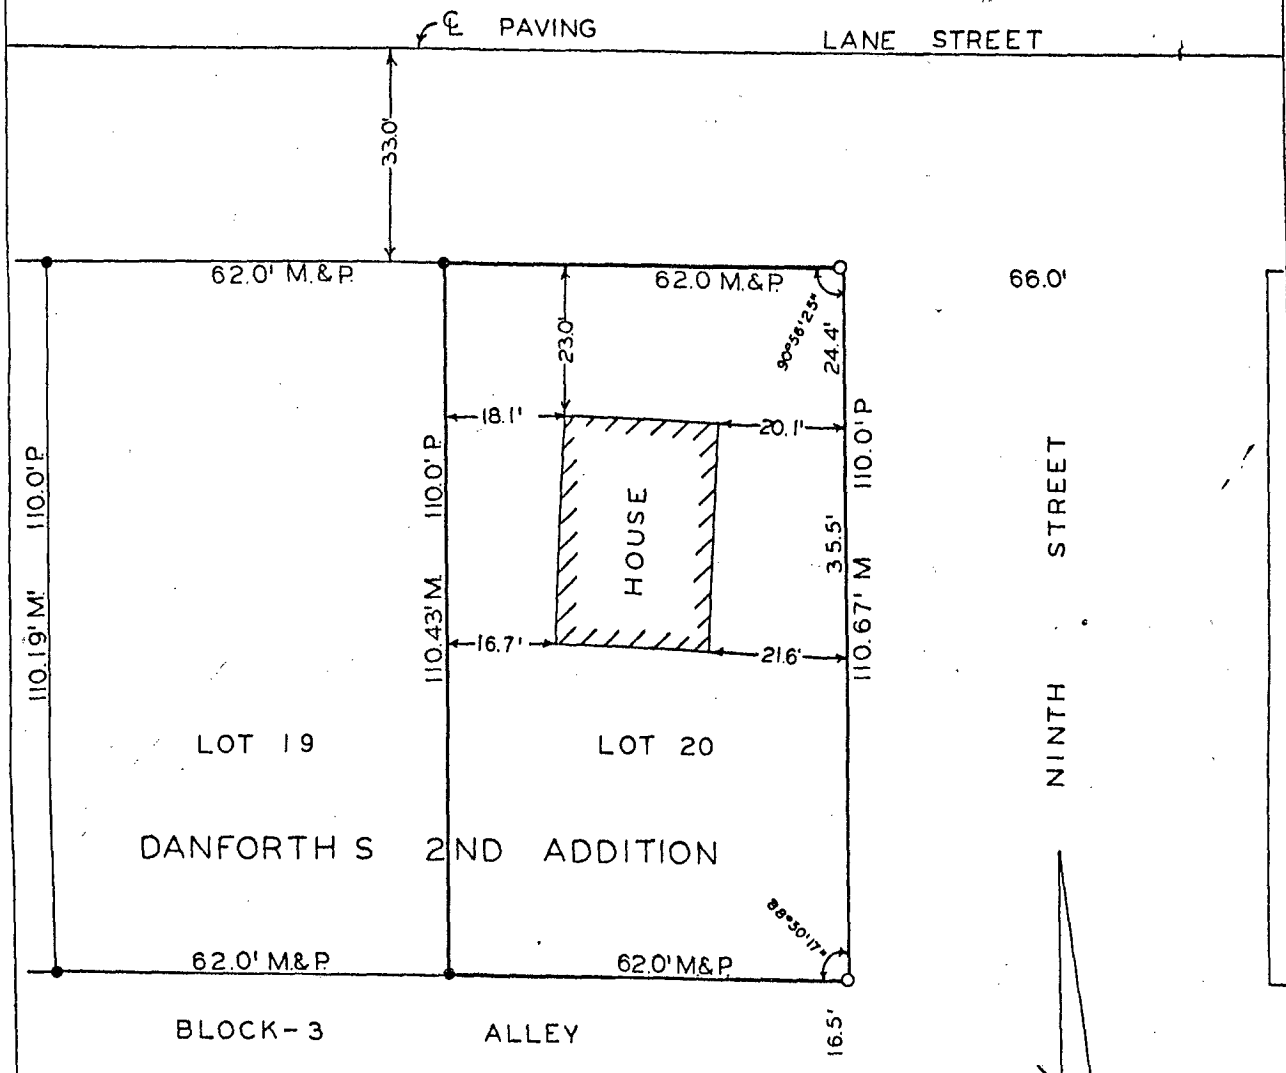 ℄ PAVING
LANE STREET
33.0'
62.0' M.&P.
62.0 M.&P.
66.0'
90°56'25"
24.4'
23.0'
18.1'
20.1'
110.0' P.
110.19' M.
110.0' P.
110.43' M.
110.0' P
110.67' M
35.5'
HOUSE
16.7'
21.6'
NINTH STREET
LOT 19
LOT 20
DANFORTH S 2ND ADDITION
88°30'17"
62.0' M.&P.
62.0' M.&P.
BLOCK-3
ALLEY
16.5'